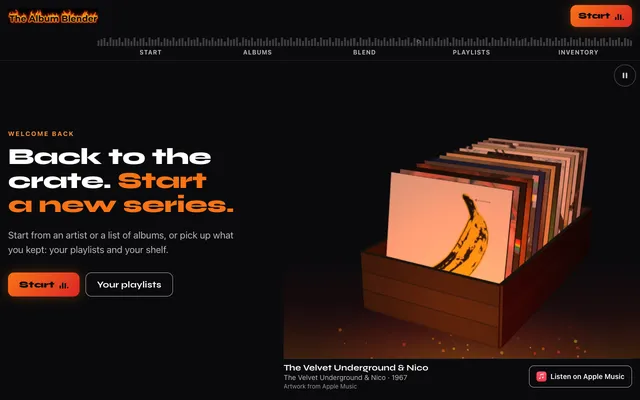 The Album Blender
Start
START
ALBUMS
BLEND
PLAYLISTS
INVENTORY
WELCOME BACK
Back to the
crate. Start
a new series.
Start from an artist or a list of albums, or pick up what
you kept: your playlists and your shelf.
Start
Your playlists
The Velvet Underground & Nico
The Velvet Underground & Nico · 1967
Artwork from Apple Music
Listen on Apple Music